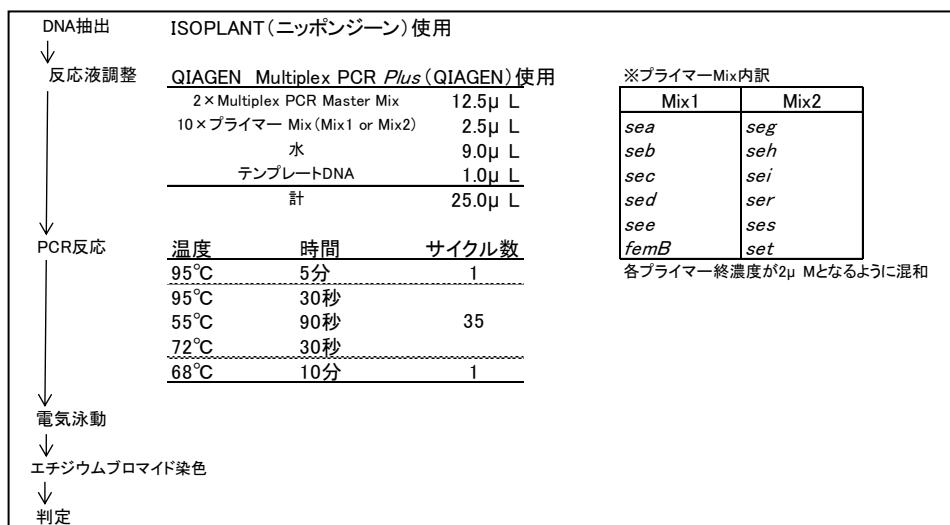 DNA抽出 ISOPLANT(ニッポンジーン)使用
↓
反応液調整 QIAGEN Multiplex PCR Plus(QIAGEN)使用
2×Multiplex PCR Master Mix 12.5μ L
10×プライマー Mix(Mix1 or Mix2) 2.5μ L
水 9.0μ L
テンプレートDNA 1.0μ L
計 25.0μ L
※プライマーMix内訳
Mix1 Mix2
sea seg
seb seh
sec sei
sed ser
see ses
femB set
各プライマー終濃度が2μ Mとなるように混和
↓
PCR反応 温度 時間 サイクル数
95℃ 5分 1
95℃ 30秒
55℃ 90秒 35
72℃ 30秒
68℃ 10分 1
↓
電気泳動
↓
エチジウムブロマイド染色
↓
判定